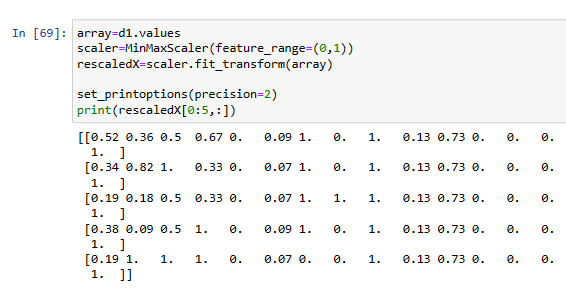 In [69]: array=d1.values
scaler=MinMaxScaler(feature_range=(0,1))
rescaledX=scaler.fit_transform(array)

set_printoptions(precision=2)
print(rescaledX[0:5,:])
[[0.52 0.36 0.5  0.67 0.   0.09 1.   0.   1.   0.13 0.73 0.   0.   0.
  1.  ]
 [0.34 0.82 1.   0.33 0.   0.07 1.   0.   1.   0.13 0.73 0.   0.   0.
  1.  ]
 [0.19 0.18 0.5  0.33 0.   0.07 1.   1.   1.   0.13 0.73 0.   0.   0.
  1.  ]
 [0.38 0.09 0.5  1.   0.   0.09 1.   0.   1.   0.13 0.73 0.   0.   0.
  1.  ]
 [0.19 1.   1.   1.   0.   0.07 0.   0.   1.   0.13 0.73 0.   0.   0.
  1.  ]]